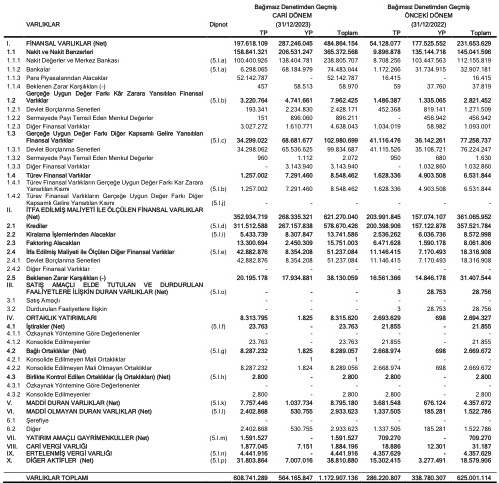 Bağımsız Denetimden Geçmiş Bağımsız Denetimden Geçmiş
CARİ DÖNEM ÖNCEKİ DÖNEM
VARLIKLAR Dipnot (31/12/2023) (31/12/2022)
TP YP Toplam TP YP Toplam
I. FİNANSAL VARLIKLAR (Net) 197.618.109 287.246.045 484.864.154 54.128.077 177.525.552 231.653.629
1.1 Nakit ve Nakit Benzerleri 158.841.321 206.531.247 365.372.568 9.896.878 135.144.718 145.041.596
1.1.1 Nakit Değerler ve Merkez Bankası (5.I.a) 100.400.926 138.404.781 238.805.707 8.708.256 103.447.563 112.155.819
1.1.2 Bankalar (5.I.a) 6.298.065 68.184.979 74.483.044 1.172.266 31.734.915 32.907.181
1.1.3 Para Piyasalarından Alacaklar 52.142.787 - 52.142.787 16.415 - 16.415
1.1.4 Beklenen Zarar Karşılıkları (-) 457 58.513 58.970 59 37.760 37.819
Gerçeğe Uygun Değer Farkı Kâr Zarara Yansıtılan Finansal
1.2 Varlıklar (5.I.b) 3.220.764 4.741.661 7.962.425 1.486.387 1.335.065 2.821.452
1.2.1 Devlet Borçlanma Senetleri 193.341 2.234.830 2.428.171 452.368 819.141 1.271.509
1.2.2 Sermayede Payı Temsil Eden Menkul Değerler 151 896.060 896.211 - 456.942 456.942
1.2.3 Diğer Finansal Varlıklar 3.027.272 1.610.771 4.638.043 1.034.019 58.982 1.093.001
1.3 Gerçeğe Uygun Değer Farkı Diğer Kapsamlı Gelire Yansıtılan
Finansal Varlıklar (5.I.c) 34.299.022 68.681.677 102.980.699 41.116.476 36.142.261 77.258.737
1.3.1 Devlet Borçlanma Senetleri 34.298.062 65.536.625 99.834.687 41.115.526 35.108.721 76.224.247
1.3.2 Sermayede Payı Temsil Eden Menkul Değerler 960 1.112 2.072 950 680 1.630
1.3.3 Diğer Finansal Varlıklar - 3.143.940 3.143.940 - 1.032.860 1.032.860
1.4 Türev Finansal Varlıklar 1.257.002 7.291.460 8.548.462 1.628.336 4.903.508 6.531.844
1.4.1 Türev Finansal Varlıkların Gerçeğe Uygun Değer Farkı Kar Zarara
Yansıtılan Kısmı (5.I.b) 1.257.002 7.291.460 8.548.462 1.628.336 4.903.508 6.531.844
1.4.2 Türev Finansal Varlıkların Gerçeğe Uygun Değer Farkı Diğer
Kapsamlı Gelire Yansıtılan Kısmı (5.I.j) - - - - - -
II. İTFA EDİLMİŞ MALİYETİ İLE ÖLÇÜLEN FİNANSAL VARLIKLAR
(Net) 352.934.719 268.335.321 621.270.040 203.991.845 157.074.107 361.065.952
2.1 Krediler (5.I.d) 311.512.588 267.157.838 578.670.426 200.398.906 157.122.878 357.521.784
2.2 Kiralama İşlemlerinden Alacaklar (5.I.i) 5.433.739 8.307.847 13.741.586 2.536.262 6.036.736 8.572.998
2.3 Faktoring Alacakları 13.300.694 2.450.309 15.751.003 6.471.628 1.590.178 8.061.806
2.4 İtfa Edilmiş Maliyeti ile Ölçülen Diğer Finansal Varlıklar (5.I.e) 42.882.876 8.354.208 51.237.084 11.146.415 7.170.493 18.316.908
2.4.1 Devlet Borçlanma Senetleri 42.882.876 8.354.208 51.237.084 11.146.415 7.170.493 18.316.908
2.4.2 Diğer Finansal Varlıklar - - - - - -
2.5 Beklenen Zarar Karşılıkları (-) 20.195.178 17.934.881 38.130.059 16.561.366 14.846.178 31.407.544
III. SATIŞ AMAÇLI ELDE TUTULAN VE DURDURULAN
FAALİYETLERE İLİŞKİN DURAN VARLIKLAR (Net) (5.I.o) - - - 3 28.753 28.756
3.1 Satış Amaçlı - - - - - -
3.2 Durdurulan Faaliyetlere İlişkin - - - 3 28.753 28.756
IV. ORTAKLIK YATIRIMLARI 8.313.795 1.825 8.315.620 2.693.629 698 2.694.327
4.1 İştirakler (Net) (5.I.f) 23.763 - 23.763 21.855 - 21.855
4.1.1 Özkaynak Yöntemine Göre Değerlenenler - - - - - -
4.1.2 Konsolide Edilmeyenler 23.763 - 23.763 21.855 - 21.855
4.2 Bağlı Ortaklıklar (Net) (5.I.g) 8.287.232 1.825 8.289.057 2.668.974 698 2.669.672
4.2.1 Konsolide Edilmeyen Mali Ortaklıklar - 1 1 - - -
4.2.2 Konsolide Edilmeyen Mali Olmayan Ortaklıklar 8.287.232 1.824 8.289.056 2.668.974 698 2.669.672
4.3 Birlikte Kontrol Edilen Ortaklıklar (İş Ortaklıkları) (Net) (5.I.h) 2.800 - 2.800 2.800 - 2.800
4.3.1 Özkaynak Yöntemine Göre Değerlenenler - - - - - -
4.3.2 Konsolide Edilmeyenler 2.800 - 2.800 2.800 - 2.800
V. MADDİ DURAN VARLIKLAR (Net) (5.I.k) 7.757.446 1.037.734 8.795.180 3.681.548 676.124 4.357.672
VI. MADDİ OLMAYAN DURAN VARLIKLAR (Net) (5.I.l) 2.402.868 530.755 2.933.623 1.337.505 185.281 1.522.786
6.1 Şerefiye - - - - - -
6.2 Diğer 2.402.868 530.755 2.933.623 1.337.505 185.281 1.522.786
VII. YATIRIM AMAÇLI GAYRİMENKULLER (Net) (5.I.m) 1.591.527 - 1.591.527 709.270 - 709.270
VIII. CARİ VERGİ VARLIĞI 1.877.045 7.151 1.884.196 18.886 12.301 31.187
IX. ERTELENMİŞ VERGİ VARLIĞI (5.I.n) 4.441.916 - 4.441.916 4.357.629 - 4.357.629
X. DİĞER AKTİFLER (Net) (5.I.p) 31.803.864 7.007.016 38.810.880 15.302.415 3.277.491 18.579.906
VARLIKLAR TOPLAMI 608.741.289 564.165.847 1.172.907.136 286.220.807 338.780.307 625.001.114